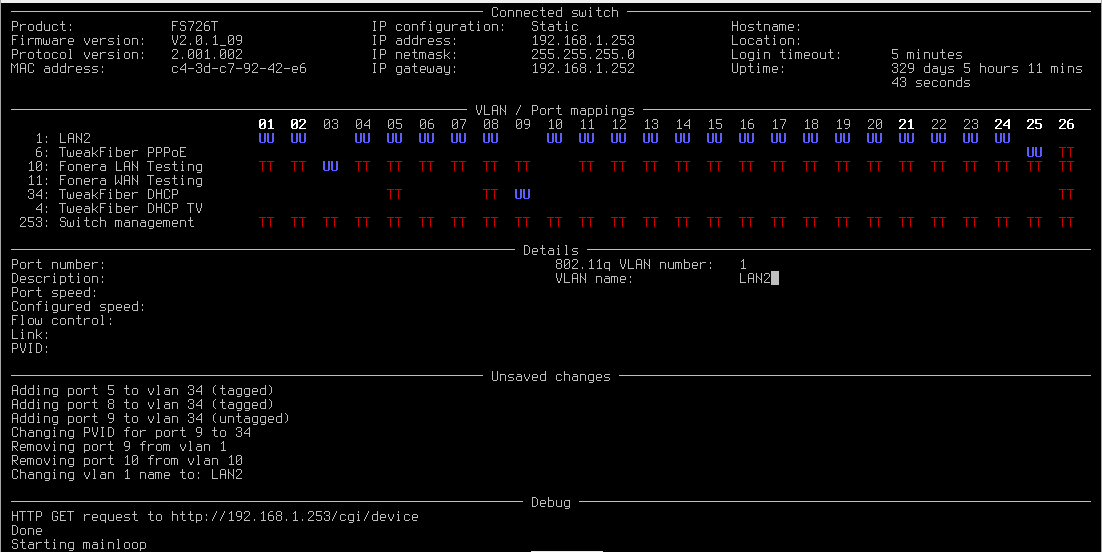 Connected switch
Product: FS726T IP configuration: Static Hostname:
Firmware version: V2.0.1_09 IP address: 192.168.1.253 Location:
Protocol version: 2.001.002 IP netmask: 255.255.255.0 Login timeout: 5 minutes
MAC address: c4-3d-c7-92-42-e6 IP gateway: 192.168.1.252 Uptime: 329 days 5 hours 11 mins
43 seconds
VLAN / Port mappings
01 02 03 04 05 06 07 08 09 10 11 12 13 14 15 16 17 18 19 20 21 22 23 24 25 26
1: LAN2 UU UU UU UU UU UU UU UU UU UU UU UU UU UU UU UU UU UU UU UU UU UU
6: TweakFiber PPPoE UU TT
10: Fonera LAN Testing TT TT UU TT TT TT TT TT TT TT TT TT TT TT TT TT TT TT TT TT TT TT TT TT TT
11: Fonera WAN Testing
34: TweakFiber DHCP TT TT UU TT
4: TweakFiber DHCP TV
253: Switch management TT TT TT TT TT TT TT TT TT TT TT TT TT TT TT TT TT TT TT TT TT TT TT TT TT TT
Details
Port number: 802.11q VLAN number: 1
Description: VLAN name: LAN2
Port speed:
Configured speed:
Flow control:
Link:
PVID:
Unsaved changes
Adding port 5 to vlan 34 (tagged)
Adding port 8 to vlan 34 (tagged)
Adding port 9 to vlan 34 (untagged)
Changing PVID for port 9 to 34
Removing port 9 from vlan 1
Removing port 10 from vlan 10
Changing vlan 1 name to: LAN2
Debug
HTTP GET request to http://192.168.1.253/cgi/device
Done
Starting mainloop